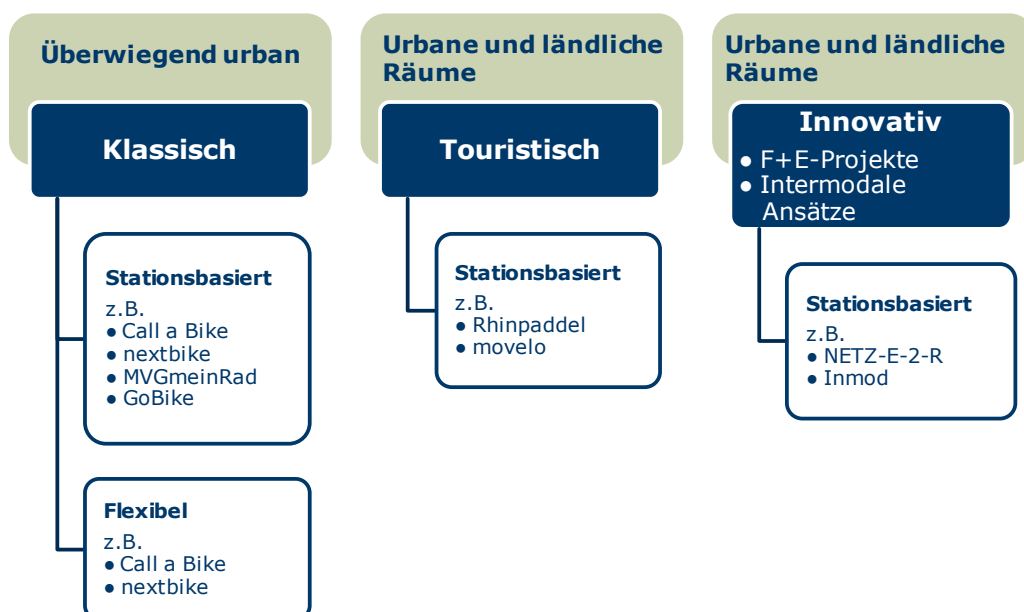 Überwiegend urban
Klassisch
Stationsbasiert
z.B.
● Call a Bike
● nextbike
● MVGmeinRad
● GoBike
Flexibel
z.B.
● Call a Bike
● nextbike
Urbane und ländliche
Räume
Touristisch
Stationsbasiert
z.B.
● Rhinpaddel
● movelo
Urbane und ländliche
Räume
Innovativ
● F+E-Projekte
● Intermodale
Ansätze
Stationsbasiert
z.B.
● NETZ-E-2-R
● Inmod